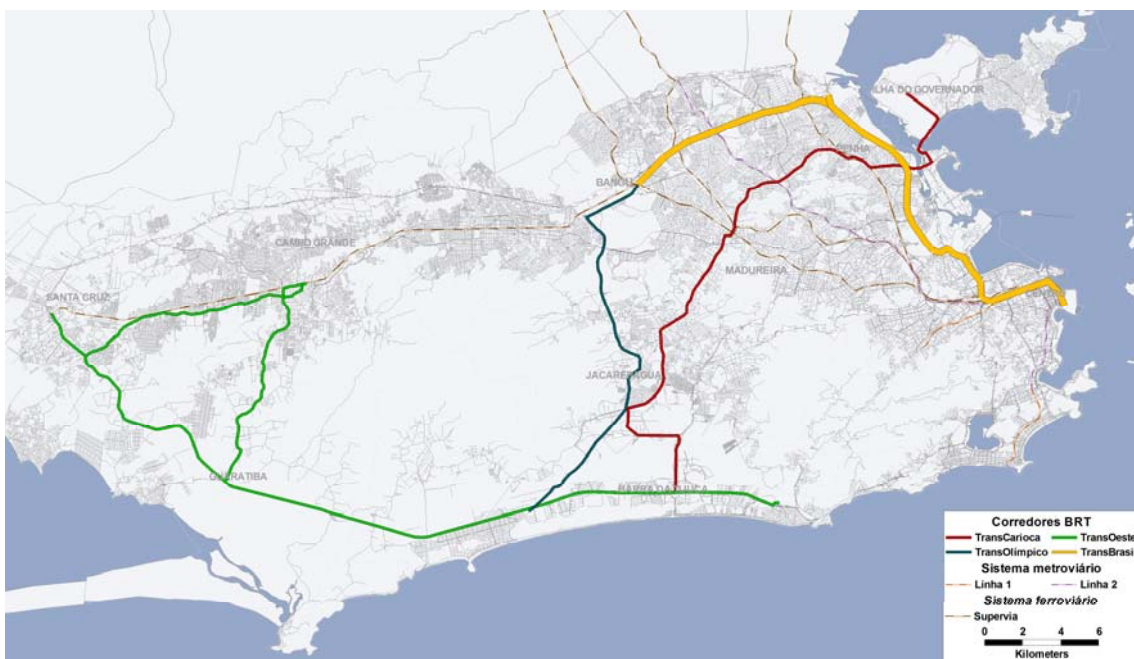 ILHA DO GOVERNADOR
PENHA
BANGU
CAMPO GRANDE
MADUREIRA
SANTA CRUZ
JACAREPAGUA
GUARATIBA
BARRA DA TIJUCA
Corredores BRT
TransCarioca TransOeste
TransOlímpico TransBrasi
Sistema metroviário
Linha 1 Linha 2
Sistema ferroviário
Supervia
0 2 4 6
Kilometers